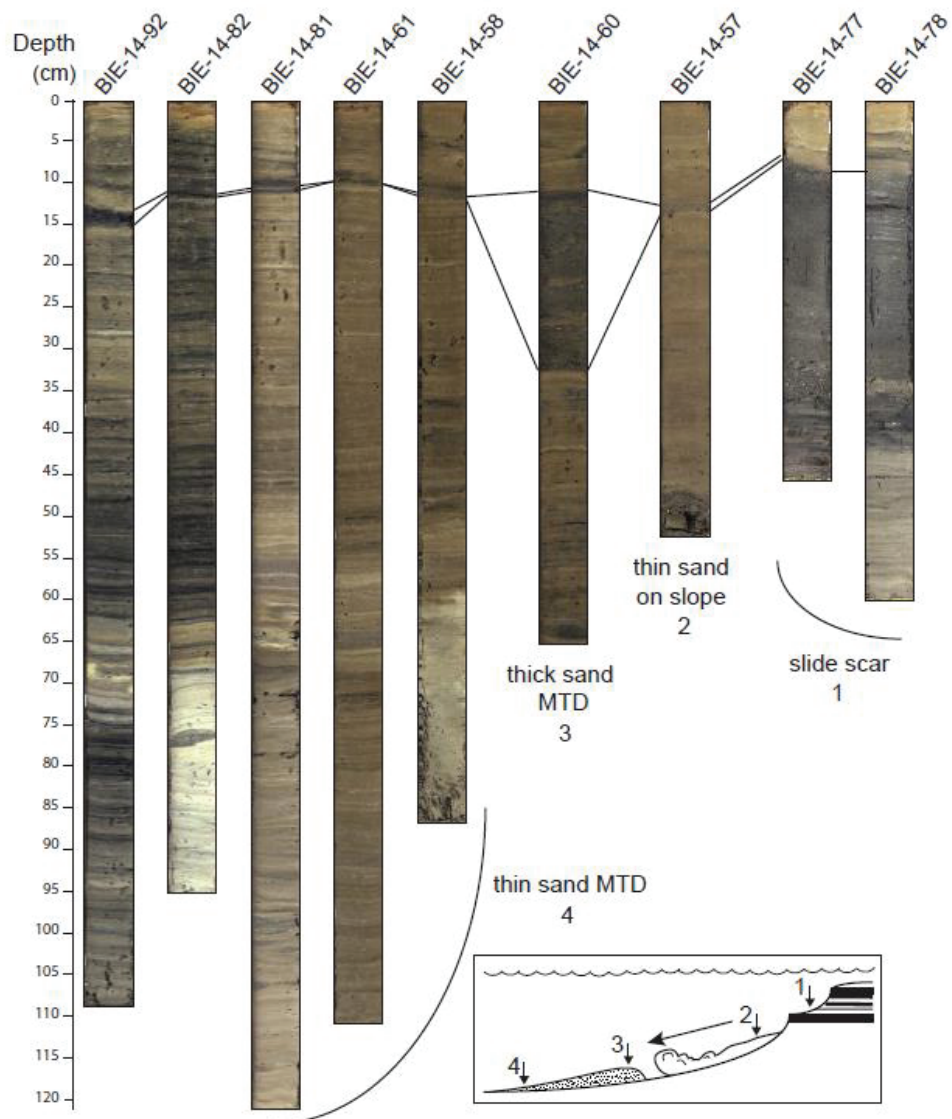 BIE-14-92
BIE-14-82
BIE-14-81
BIE-14-61
BIE-14-58
BIE-14-60
BIE-14-57
BIE-14-77
BIE-14-78
Depth
(cm)
0
5
10
15
20
25
30
35
40
45
50
55
60
65
70
75
80
85
90
95
100
105
110
115
120
thin sand
on slope
2
slide scar
1
thick sand
MTD
3
thin sand MTD
4
1
2
3
4